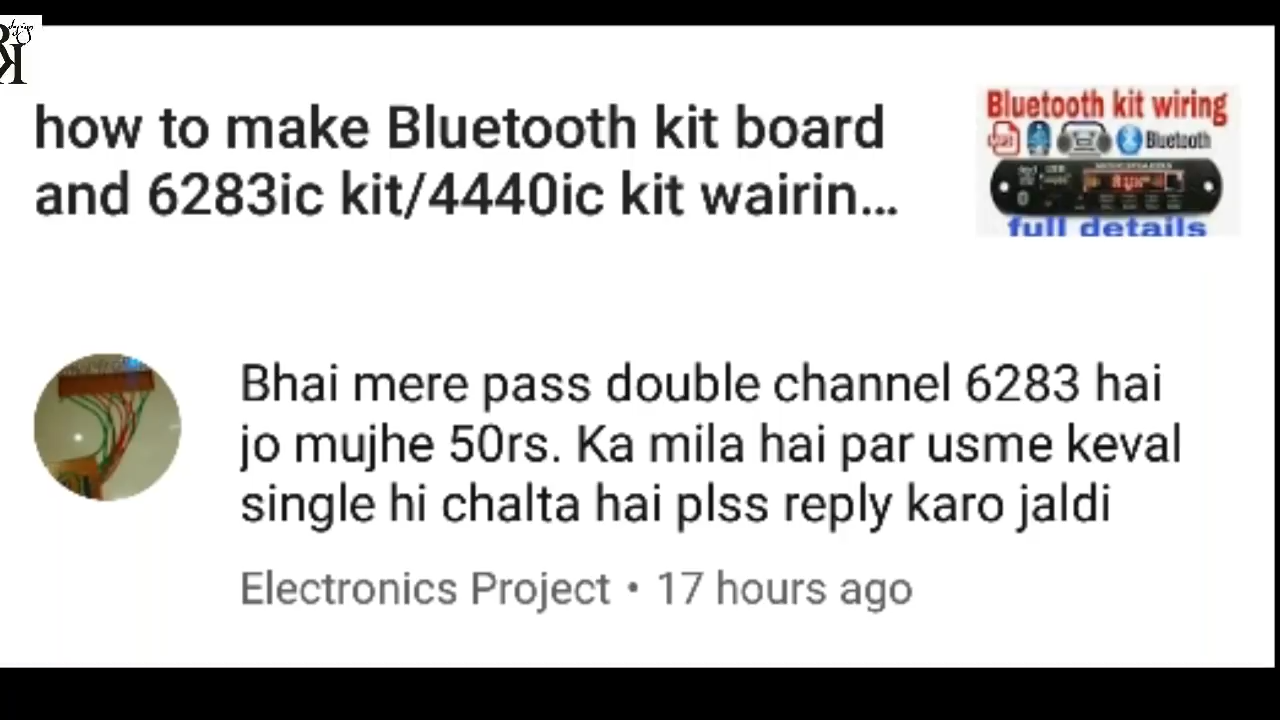 how to make Bluetooth kit board
and 6283ic kit/4440ic kit wairin...
Bluetooth kit wiring
Bluetooth
full details
Bhai mere pass double channel 6283 hai
jo mujhe 50rs. Ka mila hai par usme keval
single hi chalta hai plss reply karo jaldi
Electronics Project • 17 hours ago